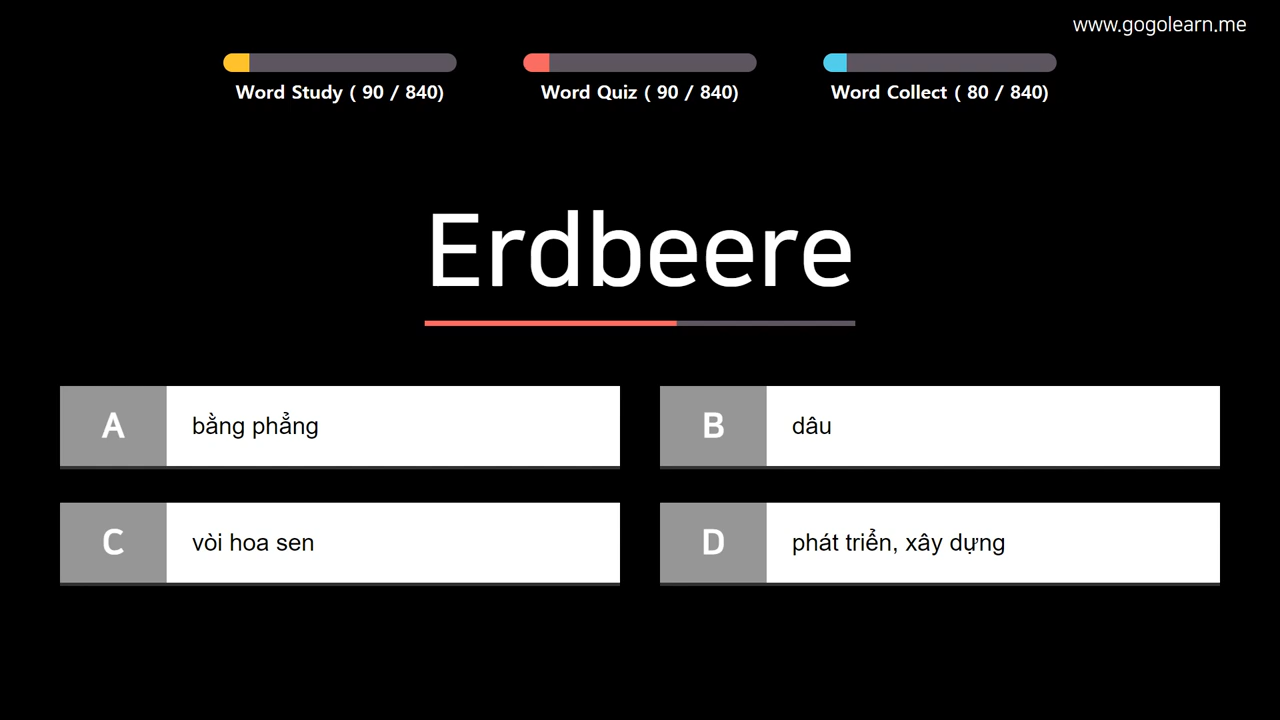 www.gogolearn.me
Word Study ( 90 / 840)
Word Quiz ( 90 / 840)
Word Collect ( 80 / 840)
Erdbeere
A
bằng phẳng
B
dâu
C
vòi hoa sen
D
phát triển, xây dựng